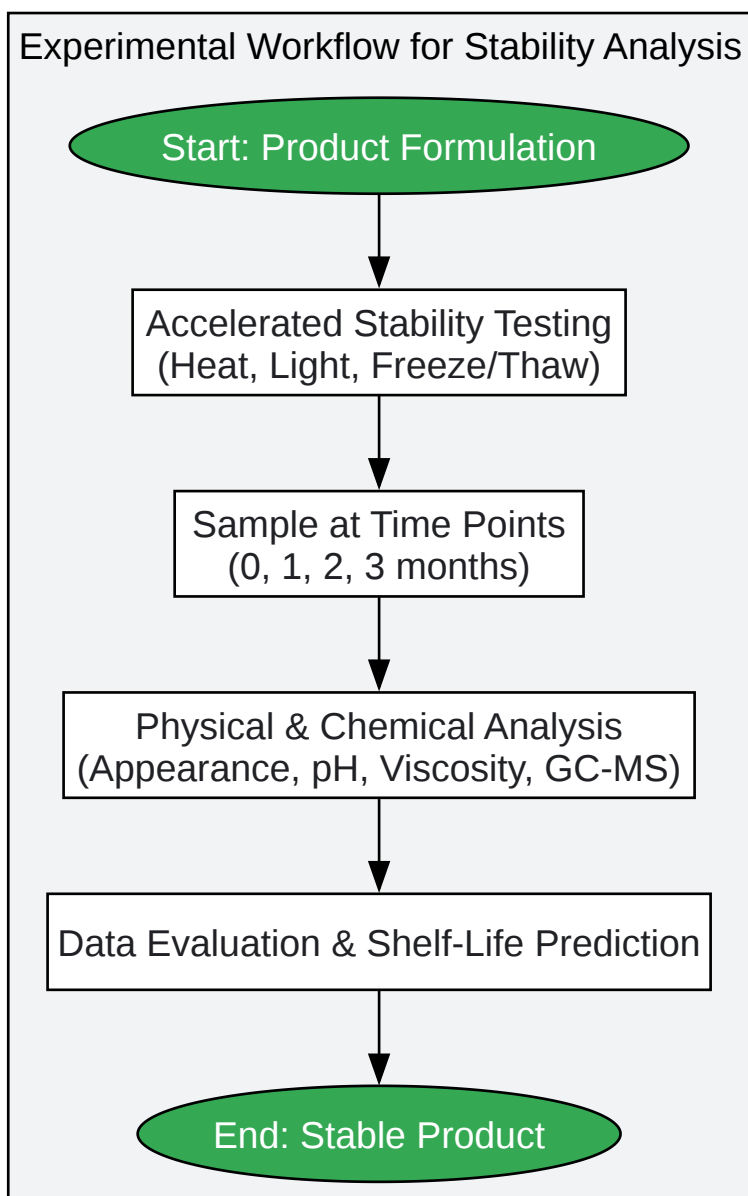 Experimental Workflow for Stability Analysis
Start: Product Formulation
Accelerated Stability Testing
(Heat, Light, Freeze/Thaw)
Sample at Time Points
(0, 1, 2, 3 months)
Physical & Chemical Analysis
(Appearance, pH, Viscosity, GC-MS)
Data Evaluation & Shelf-Life Prediction
End: Stable Product